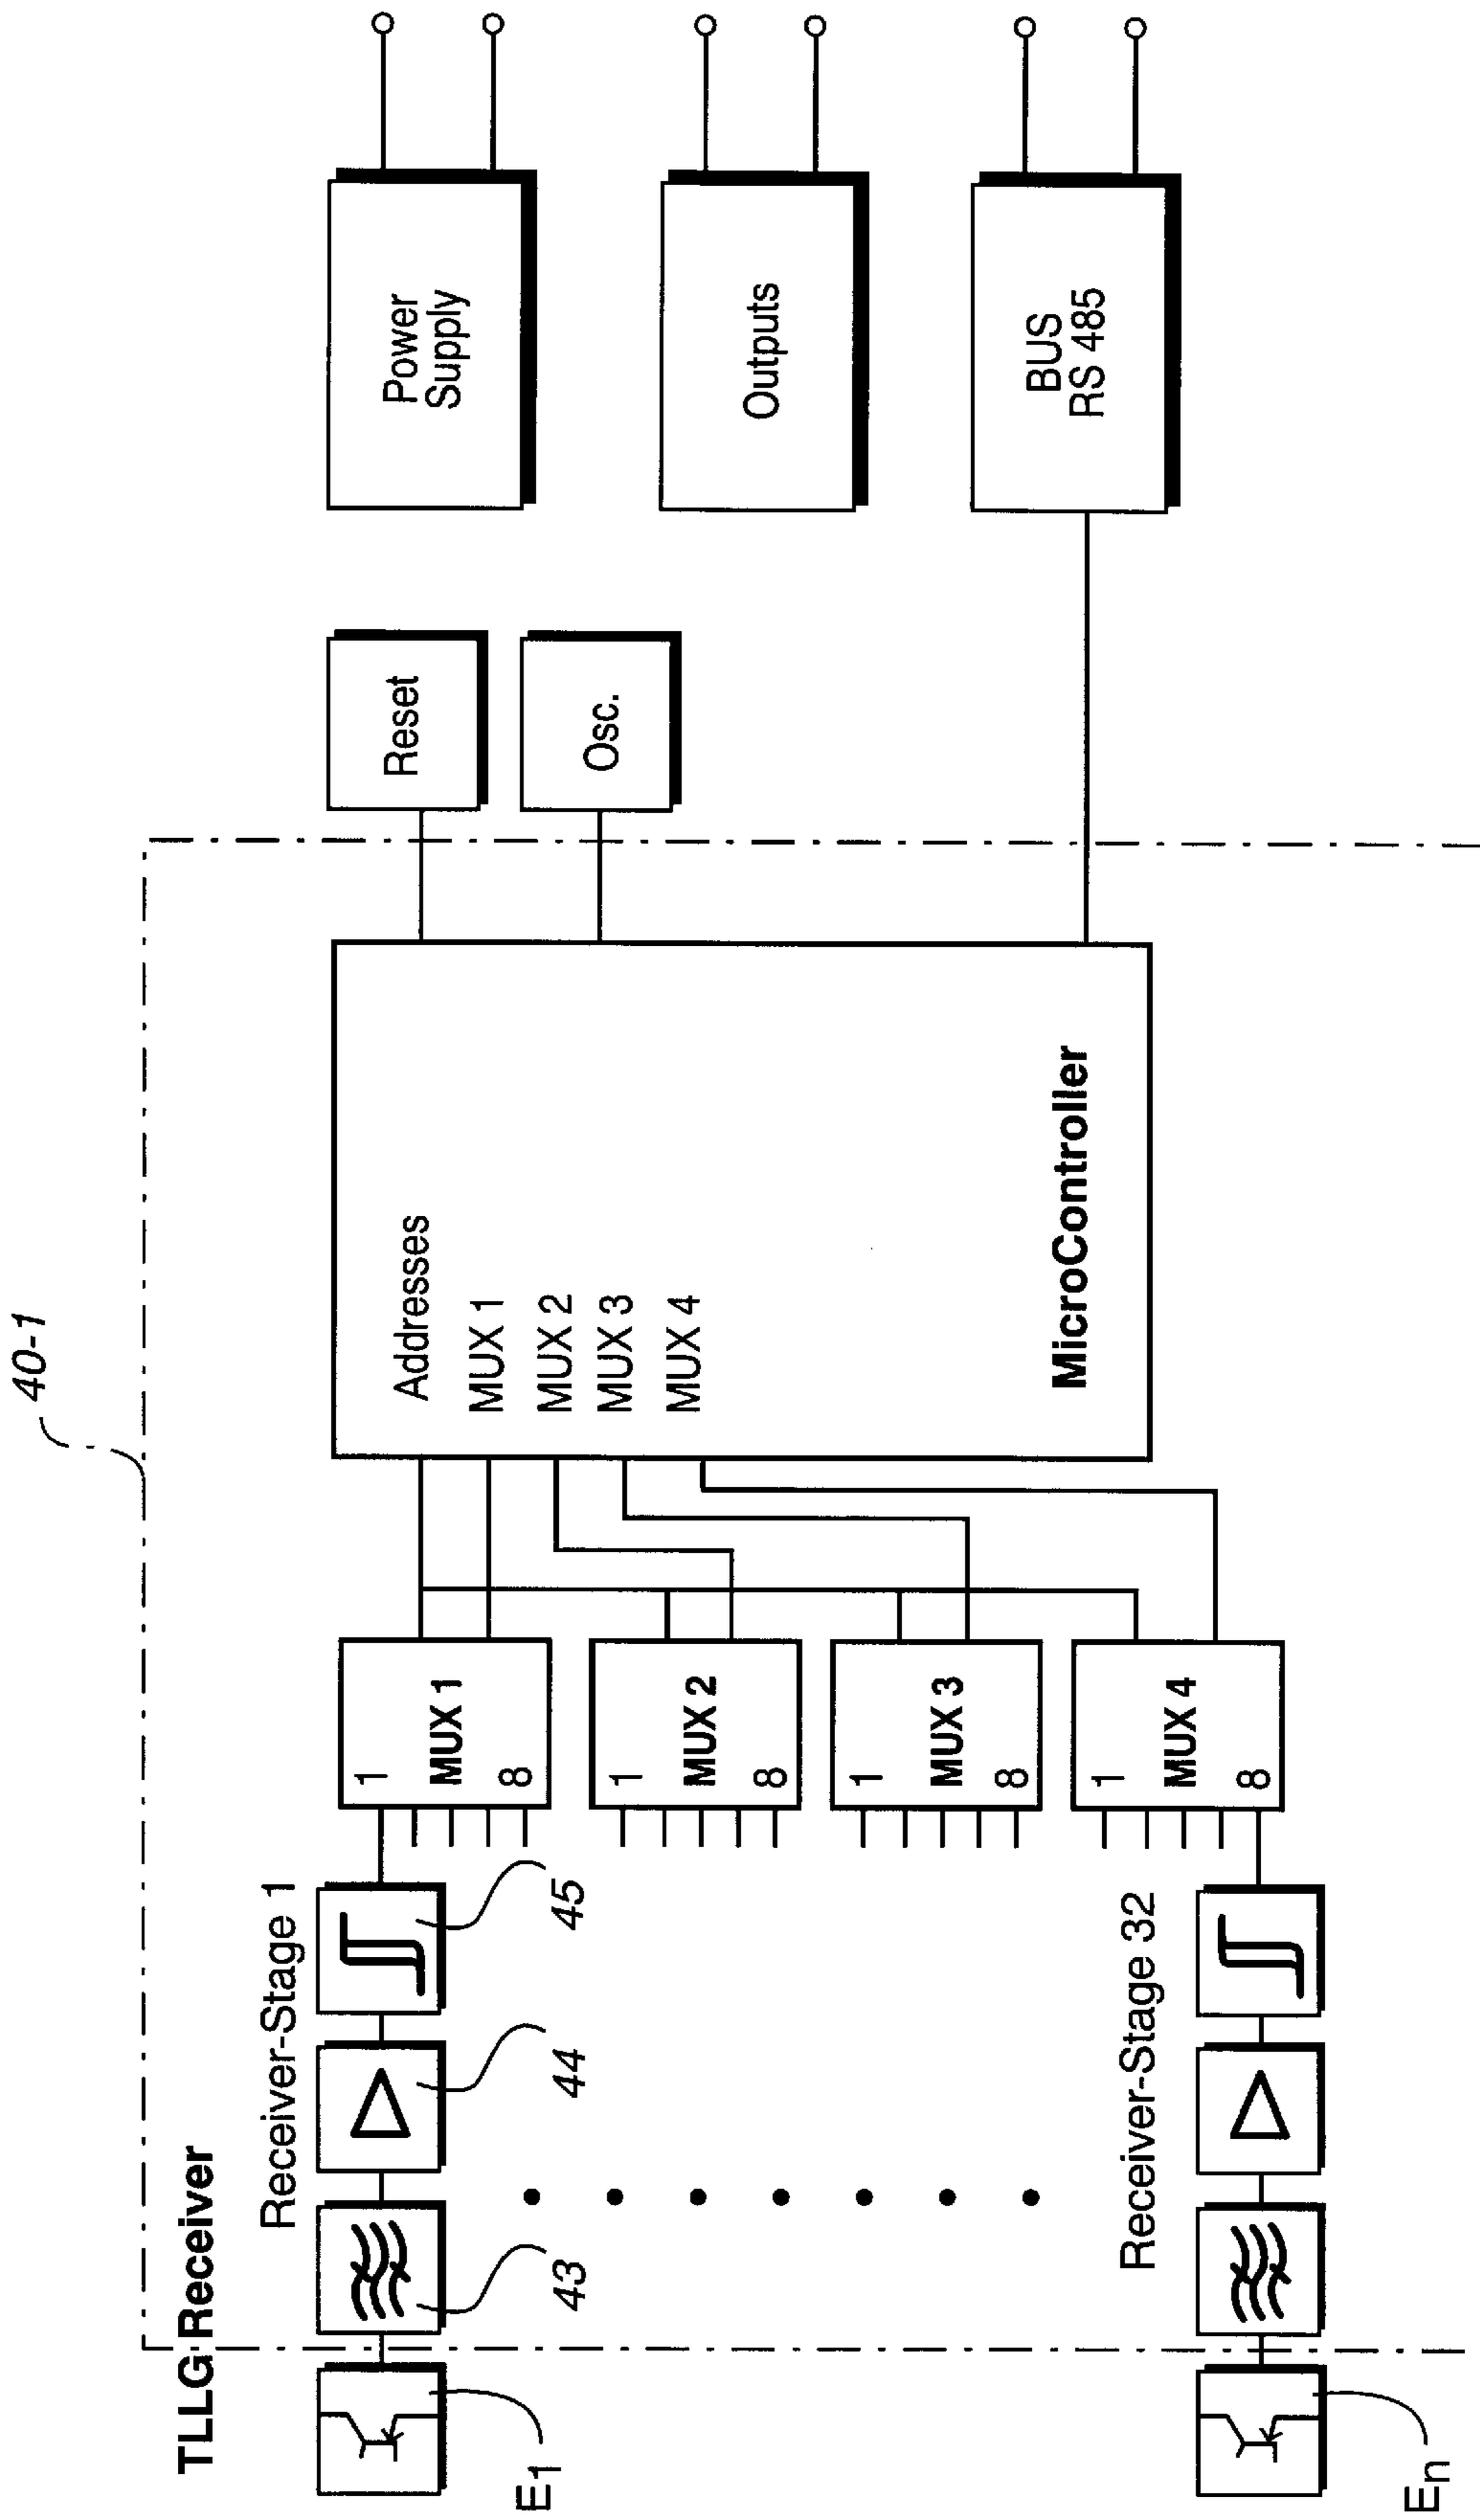 40-1
TLLG Receiver
Receiver-Stage 1
E1
43
44
45
1
MUX 1
8
1
MUX 2
8
1
MUX 3
8
1
MUX 4
8
Receiver-Stage 32
En
Addresses
MUX 1
MUX 2
MUX 3
MUX 4
MicroController
Reset
Osc.
Power
Supply
Outputs
BUS
RS 485